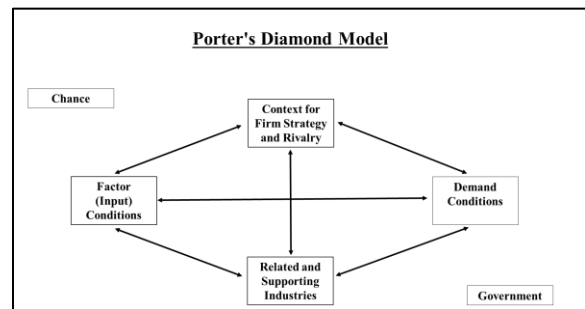 Porter's Diamond Model
Chance
Context for
Firm Strategy
and Rivalry
Factor
(Input)
Conditions
Demand
Conditions
Related and
Supporting
Industries
Government